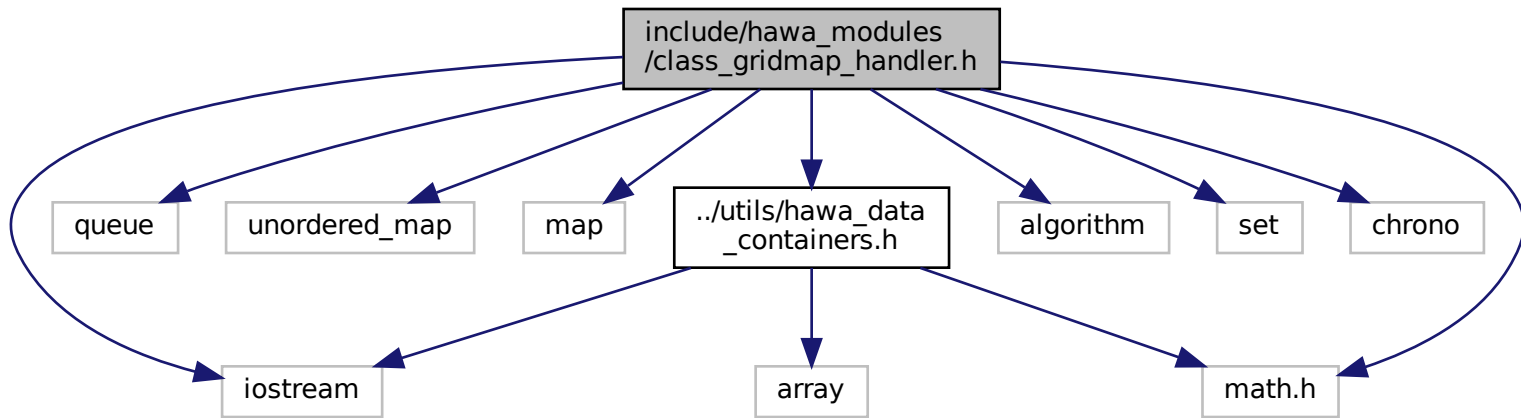 include/hawa_modules
/class_gridmap_handler.h
queue
unordered_map
map
../utils/hawa_data
_containers.h
algorithm
set
chrono
iostream
array
math.h